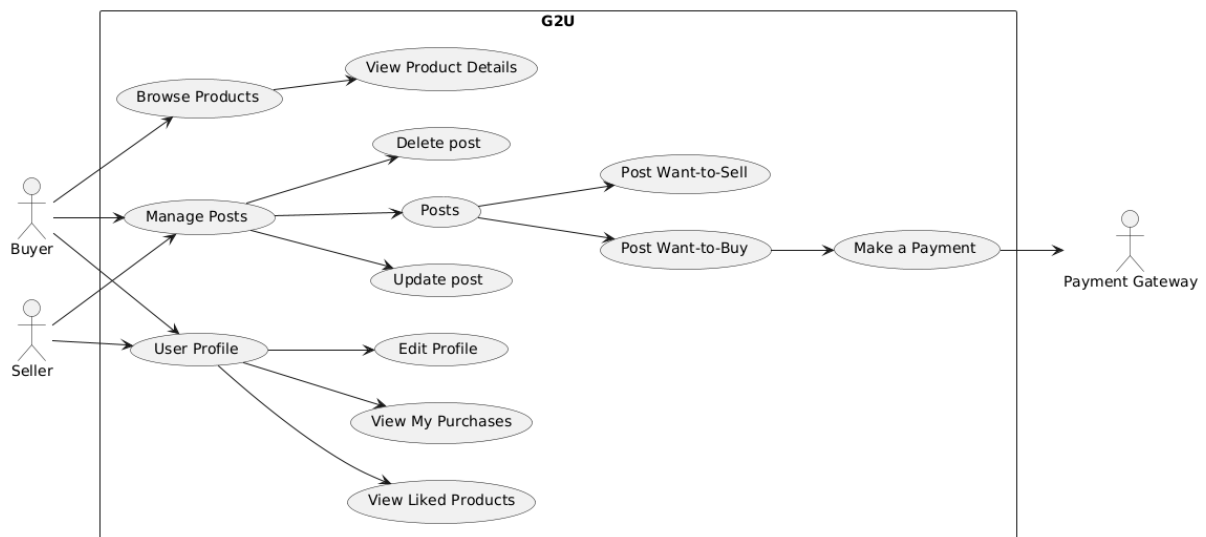 G2U
View Product Details
Browse Products
Delete post
Post Want-to-Sell
Posts
Manage Posts
Buyer
Post Want-to-Buy
Make a Payment
Payment Gateway
Update post
User Profile
Edit Profile
Seller
View My Purchases
View Liked Products